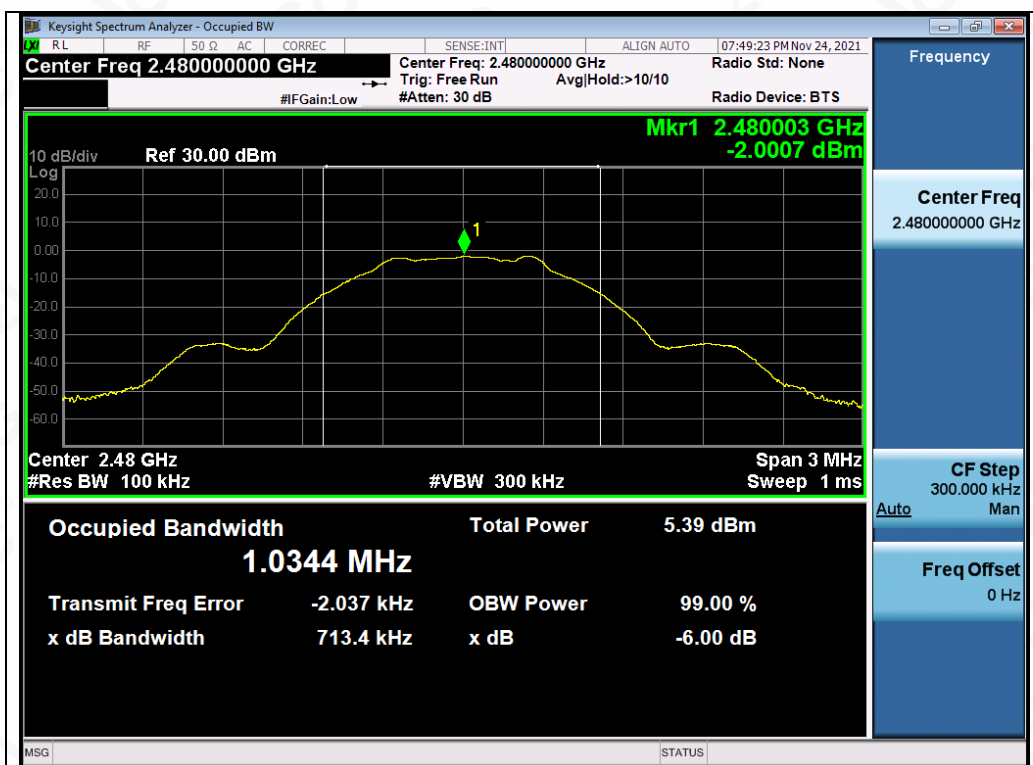 Keysight Spectrum Analyzer - Occupied BW
LXI RL RF 50 Ω AC CORREC SENSE:INT ALIGN AUTO 07:49:23 PM Nov 24, 2021
Center Freq 2.480000000 GHz
Center Freq: 2.480000000 GHz
Radio Std: None
Trig: Free Run Avg|Hold:>10/10
#IFGain:Low
#Atten: 30 dB
Radio Device: BTS
Mkr1 2.480003 GHz
-2.0007 dBm
10 dB/div Ref 30.00 dBm
Log
20.0
10.0
0.00
-10.0
-20.0
-30.0
-40.0
-50.0
-60.0
1
Center 2.48 GHz Span 3 MHz
#Res BW 100 kHz #VBW 300 kHz Sweep 1 ms
Occupied Bandwidth Total Power 5.39 dBm
1.0344 MHz
Transmit Freq Error -2.037 kHz OBW Power 99.00 %
x dB Bandwidth 713.4 kHz x dB -6.00 dB
Frequency
Center Freq
2.480000000 GHz
CF Step
300.000 kHz
Auto Man
Freq Offset
0 Hz
MSG STATUS